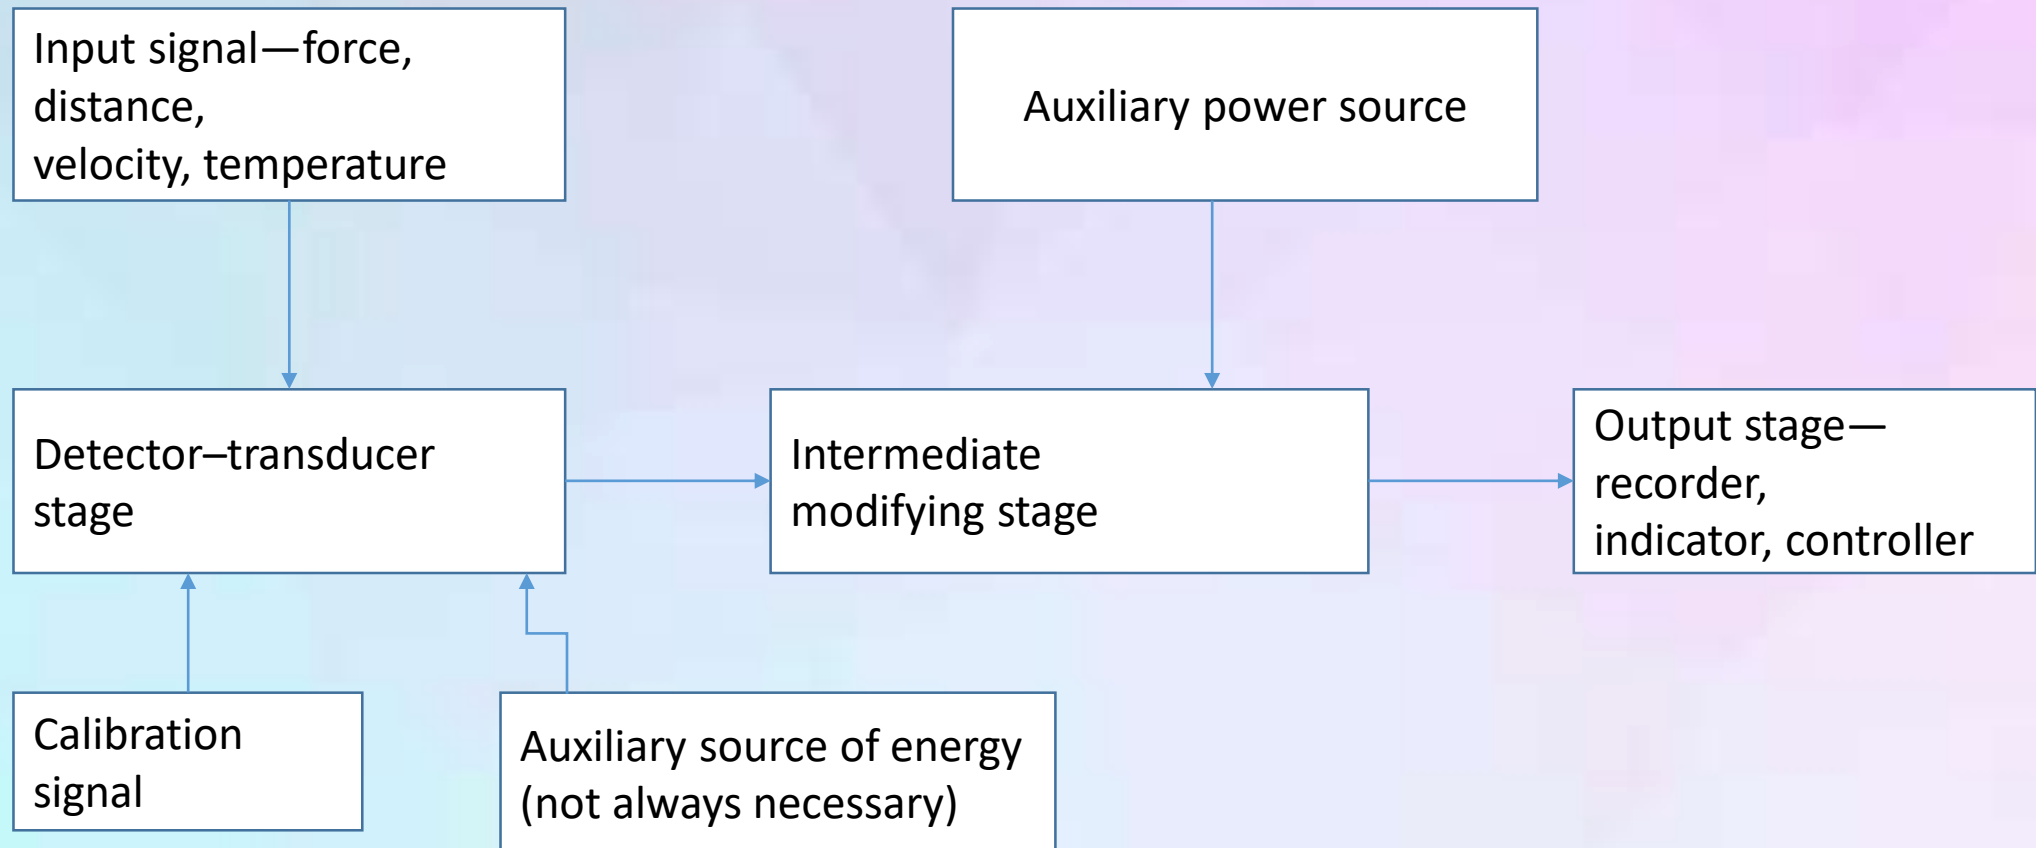 Input signal—force,
distance,
velocity, temperature
Auxiliary power source
Detector–transducer
stage
Intermediate
modifying stage
Output stage—
recorder,
indicator, controller
Calibration
signal
Auxiliary source of energy
(not always necessary)